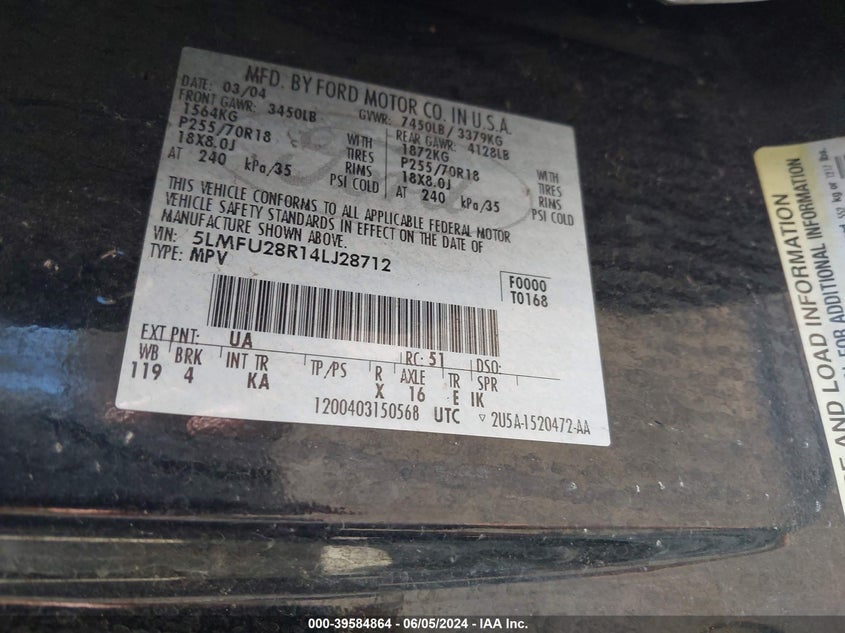 MFD. BY FORD MOTOR CO. IN U.S.A.
DATE: 03/04 GVWR: 7450LB / 3379KG
FRONT GAWR: 3450LB REAR GAWR: 4128LB
1564KG WITH 1872KG WITH
P255/70R18 TIRES P255/70R18 TIRES
18X8.0J RIMS 18X8.0J RIMS
AT 240 kPa/35 PSI COLD AT 240 kPa/35 PSI COLD
THIS VEHICLE CONFORMS TO ALL APPLICABLE FEDERAL MOTOR
VEHICLE SAFETY STANDARDS IN EFFECT ON THE DATE OF
MANUFACTURE SHOWN ABOVE.
VIN: 5LMFU28R14LJ28712
TYPE: MPV
F0000
T0168
EXT PNT: UA RC: 51 DSO:
WB BRK INT TR TP/PS R AXLE TR SPR
119 4 KA X 16 E IK
1200403150568 UTC 2U5A-1520472-AA
AND LOAD INFORMATION
FOR ADDITIONAL INFORMATION
000-39584864 - 06/05/2024 - IAA Inc.